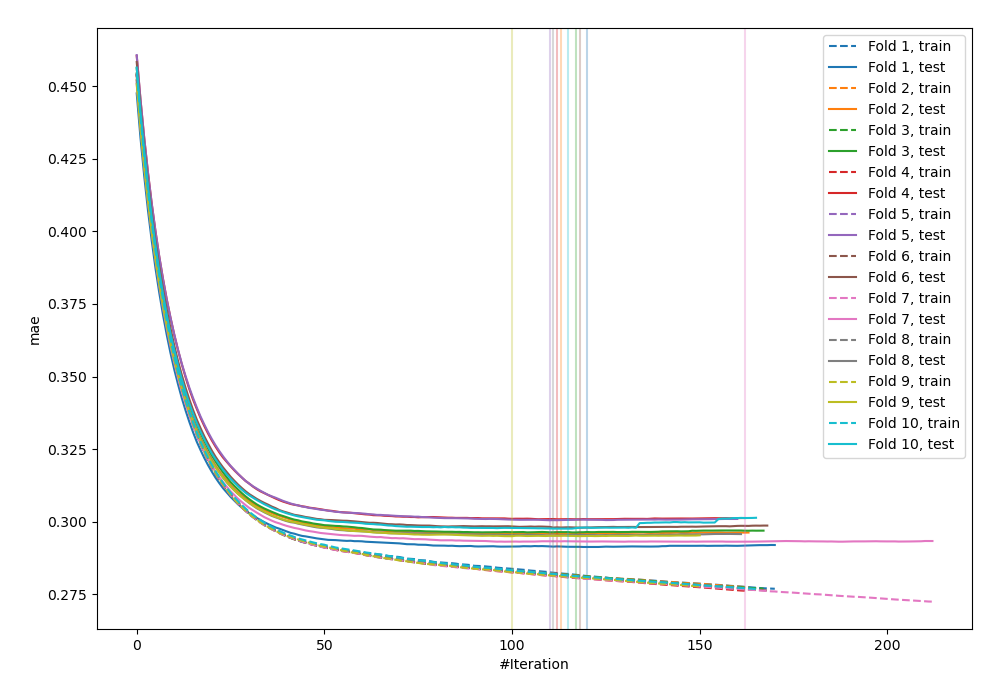 0.450
0.425
0.400
0.375
0.350
0.325
0.300
0.275
mae
0
50
100
150
200
#Iteration
Fold 1, train
Fold 1, test
Fold 2, train
Fold 2, test
Fold 3, train
Fold 3, test
Fold 4, train
Fold 4, test
Fold 5, train
Fold 5, test
Fold 6, train
Fold 6, test
Fold 7, train
Fold 7, test
Fold 8, train
Fold 8, test
Fold 9, train
Fold 9, test
Fold 10, train
Fold 10, test